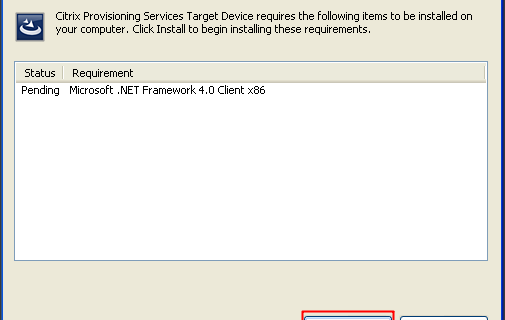 Citrix Provisioning Services Target Device requires the following items to be installed on
your computer. Click Install to begin installing these requirements.
Status Requirement
Pending Microsoft .NET Framework 4.0 Client x86